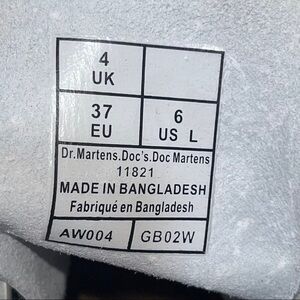 4
UK
37
EU
6
US L
Dr.Martens.Doc's.Doc Martens
11821
MADE IN BANGLADESH
Fabriqué en Bangladesh
AW004
GB02W